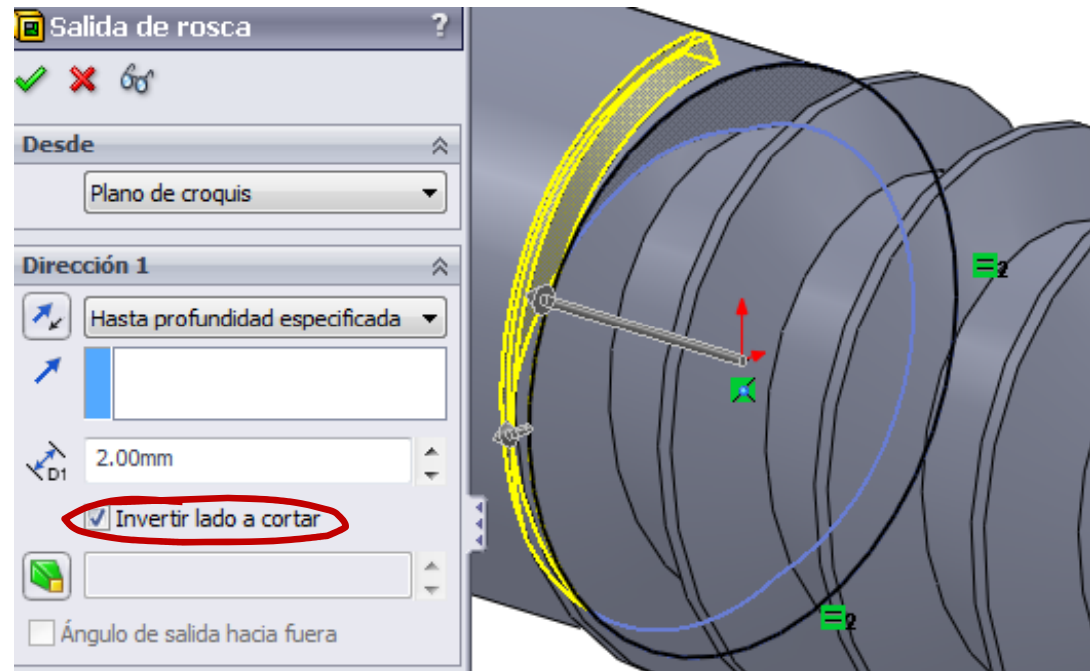 Salida de rosca ?
Desde
Plano de croquis
Dirección 1
Hasta profundidad especificada
D1 2.00mm
Invertir lado a cortar
Ángulo de salida hacia fuera
2
2